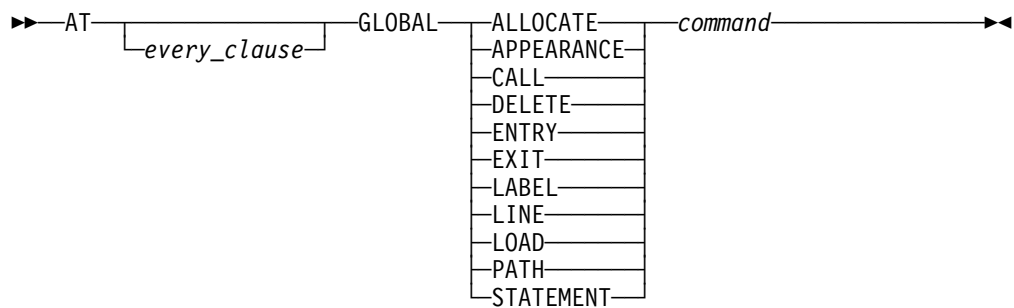 AT GLOBAL ALLOCATE command
every_clause APPEARANCE
CALL
DELETE
ENTRY
EXIT
LABEL
LINE
LOAD
PATH
STATEMENT